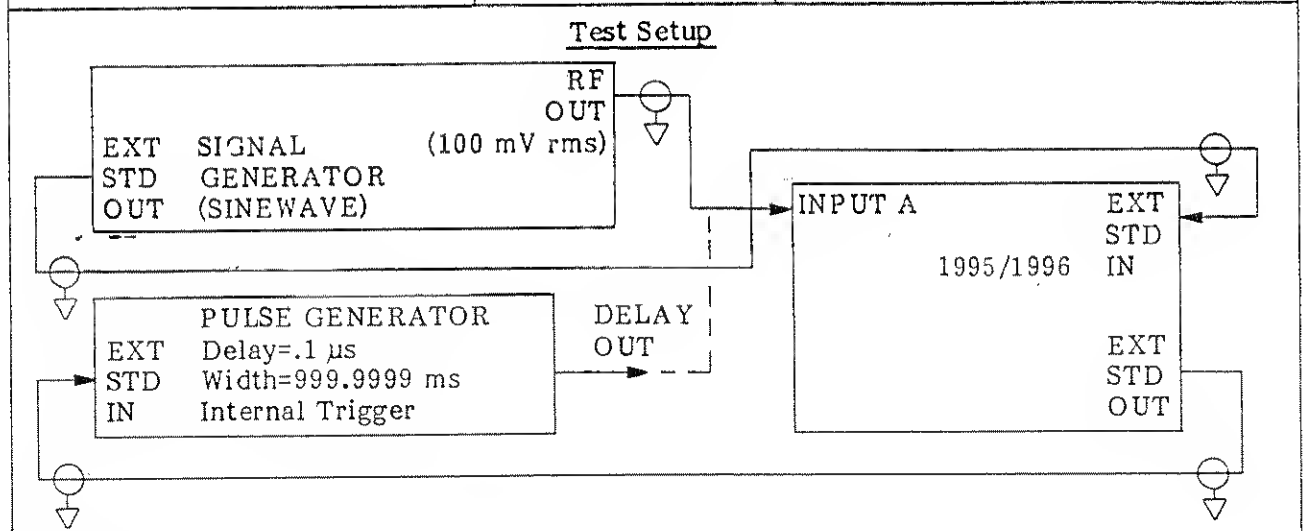 Test Setup
RF
OUT
EXT SIGNAL (100 mV rms)
STD GENERATOR
OUT (SINEWAVE)
INPUT A EXT
STD
1995/1996 IN
PULSE GENERATOR
EXT Delay=.1 µs
STD Width=999.9999 ms
IN Internal Trigger
DELAY
OUT
EXT
STD
OUT